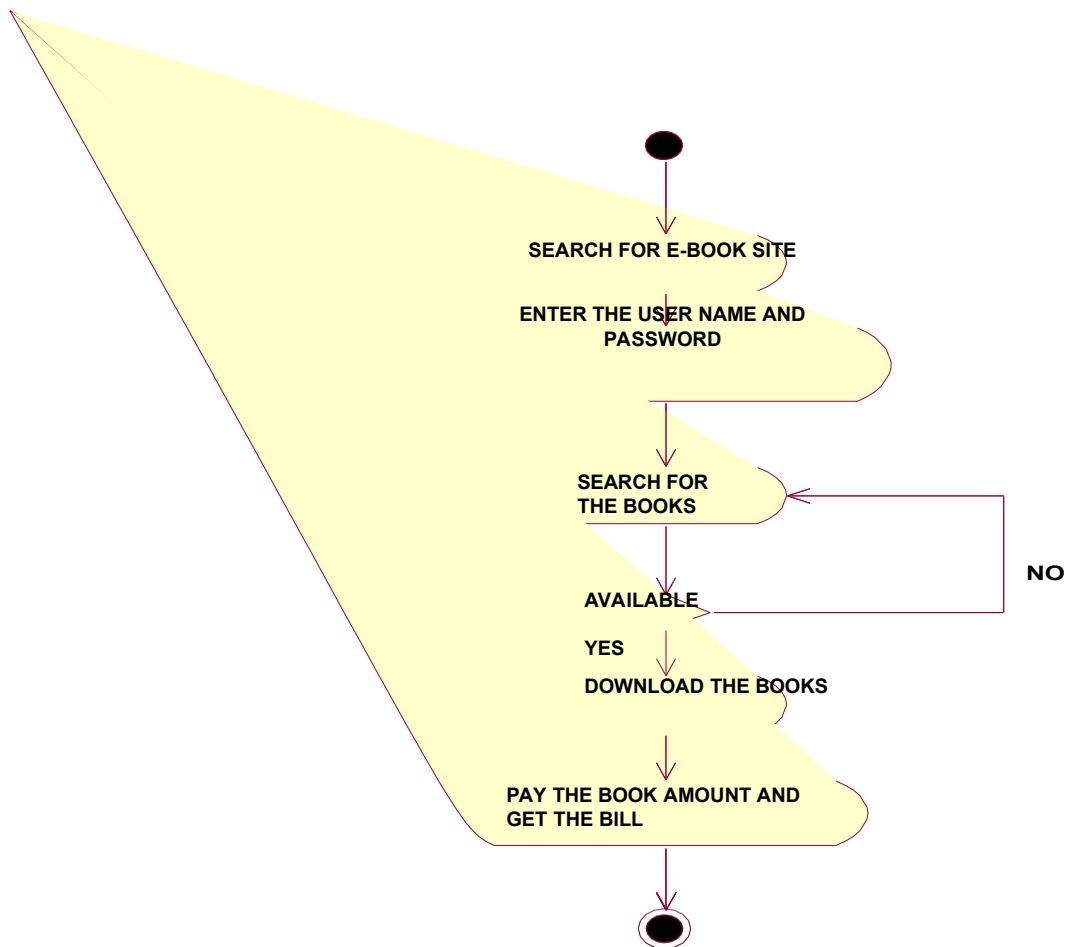 SEARCH FOR E-BOOK SITE
ENTER THE USER NAME AND
PASSWORD
SEARCH FOR
THE BOOKS
NO
AVAILABLE
YES
DOWNLOAD THE BOOKS
PAY THE BOOK AMOUNT AND
GET THE BILL